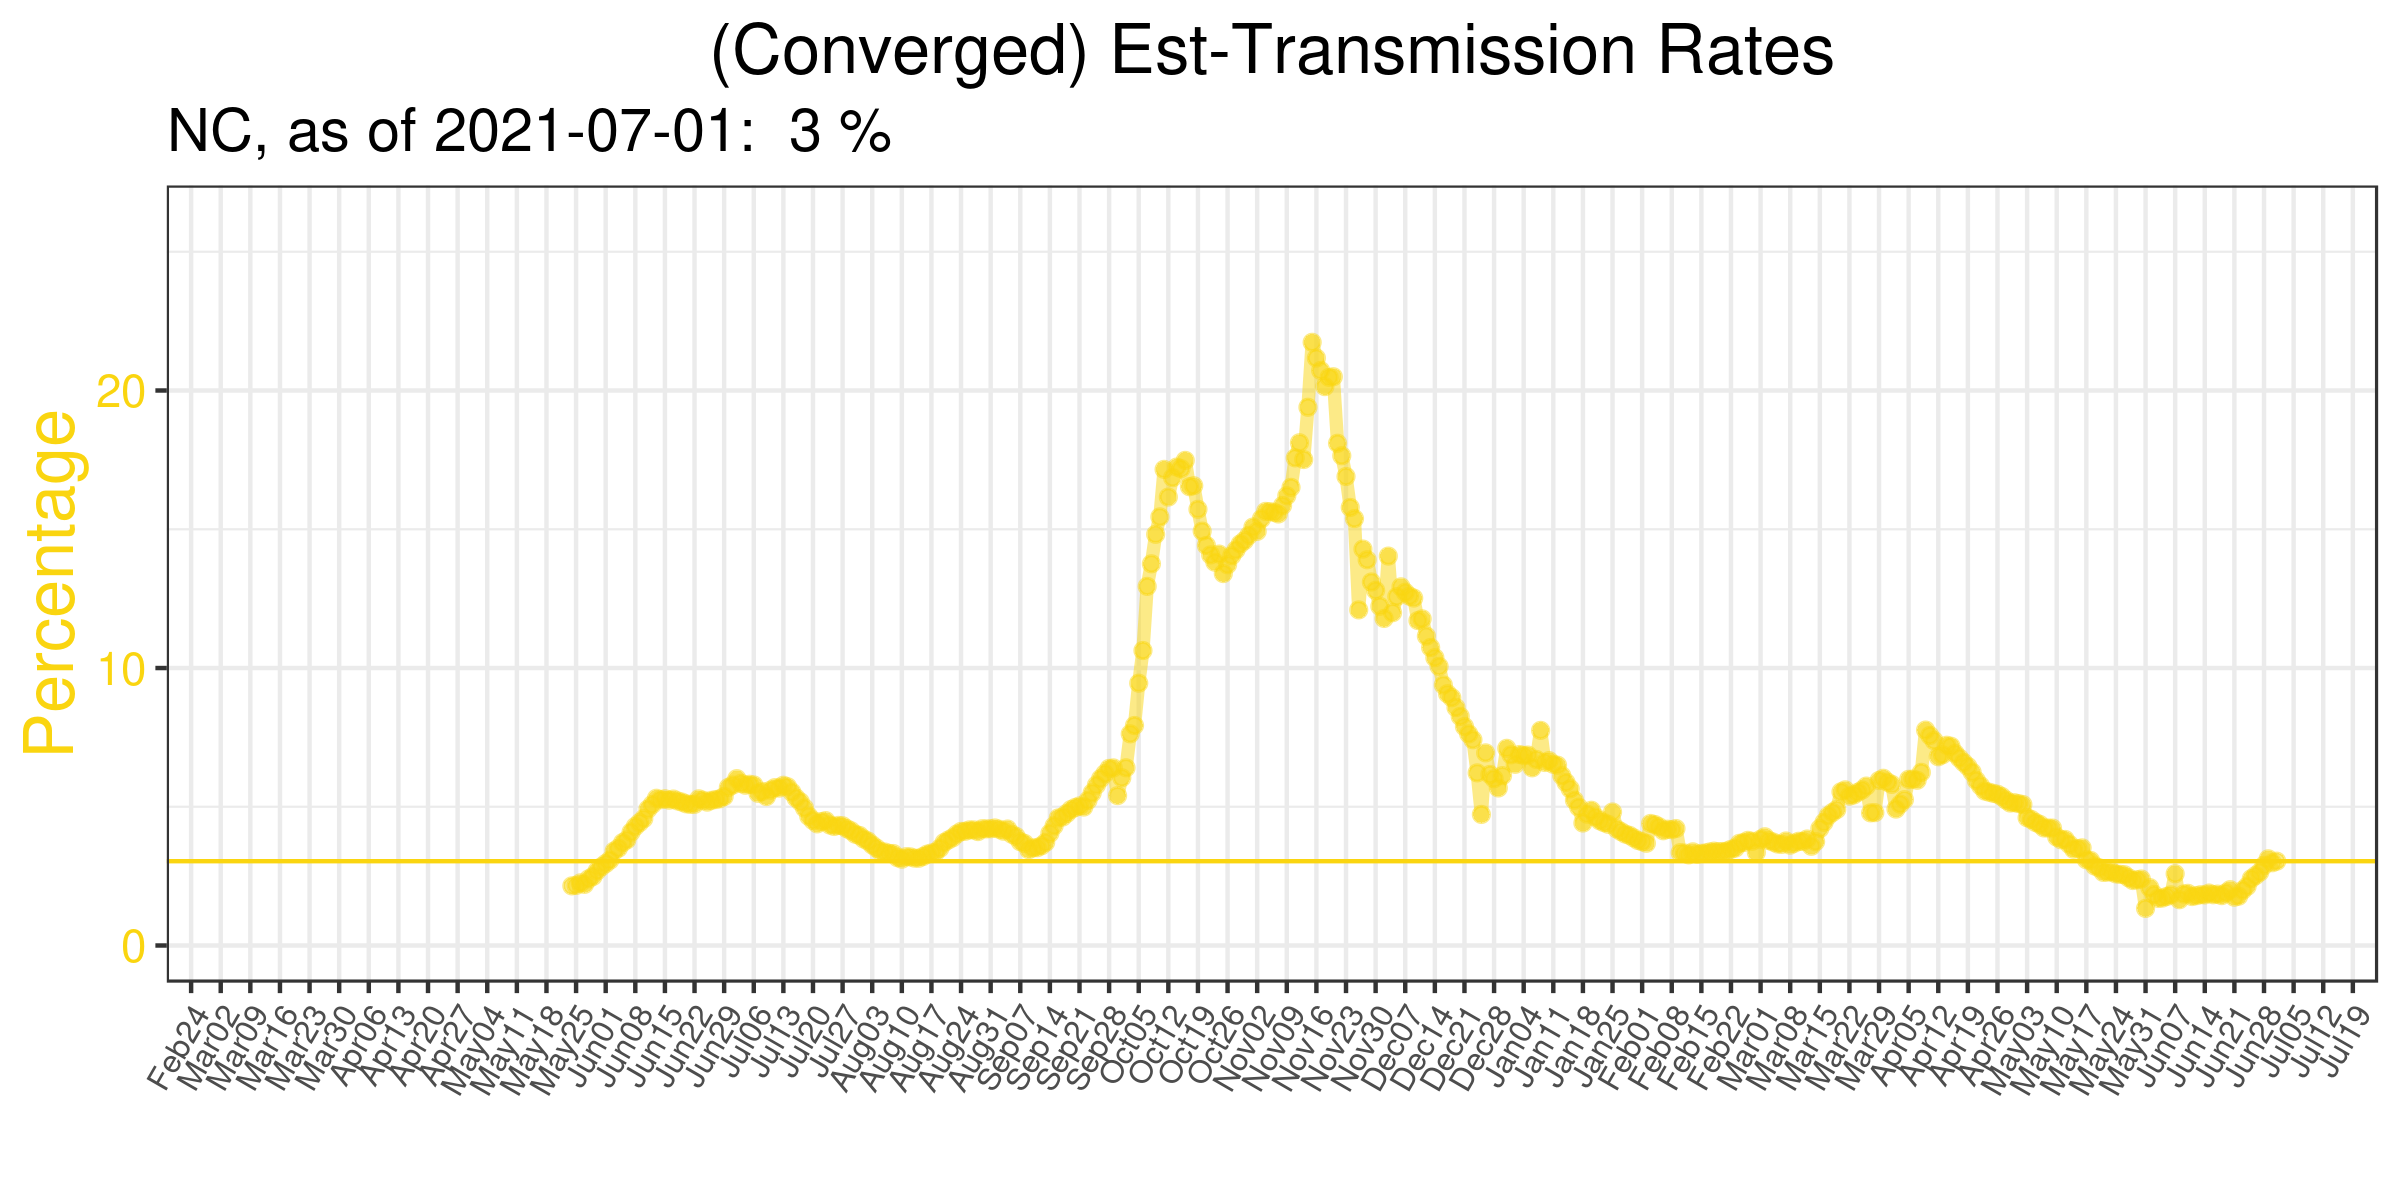 (Converged) Est-Transmission Rates
NC, as of 2021-07-01:  3 %
Percentage
20
10
0
Feb24
Mar02
Mar09
Mar16
Mar23
Mar30
Apr06
Apr13
Apr20
Apr27
May04
May11
May18
May25
Jun01
Jun08
Jun15
Jun22
Jun29
Jul06
Jul13
Jul20
Jul27
Aug03
Aug10
Aug17
Aug24
Aug31
Sep07
Sep14
Sep21
Sep28
Oct05
Oct12
Oct19
Oct26
Nov02
Nov09
Nov16
Nov23
Nov30
Dec07
Dec14
Dec21
Dec28
Jan04
Jan11
Jan18
Jan25
Feb01
Feb08
Feb15
Feb22
Mar01
Mar08
Mar15
Mar22
Mar29
Apr05
Apr12
Apr19
Apr26
May03
May10
May17
May24
May31
Jun07
Jun14
Jun21
Jun28
Jul05
Jul12
Jul19